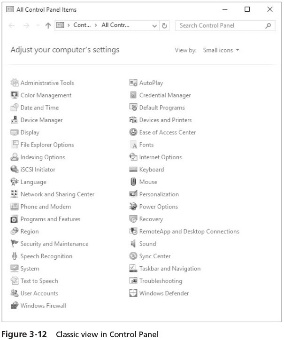 All Control Panel Items
Cont... All Contr...
Search Control Panel
Adjust your computer's settings
View by: Small icons
Administrative Tools
AutoPlay
Color Management
Credential Manager
Date and Time
Default Programs
Device Manager
Devices and Printers
Display
Ease of Access Center
File Explorer Options
Fonts
Indexing Options
Internet Options
iSCSI Initiator
Keyboard
Language
Mouse
Network and Sharing Center
Personalization
Phone and Modem
Power Options
Programs and Features
Recovery
Region
RemoteApp and Desktop Connections
Security and Maintenance
Sound
Speech Recognition
Sync Center
System
Taskbar and Navigation
Text to Speech
Troubleshooting
User Accounts
Windows Defender
Windows Firewall
Figure 3-12 Classic view in Control Panel